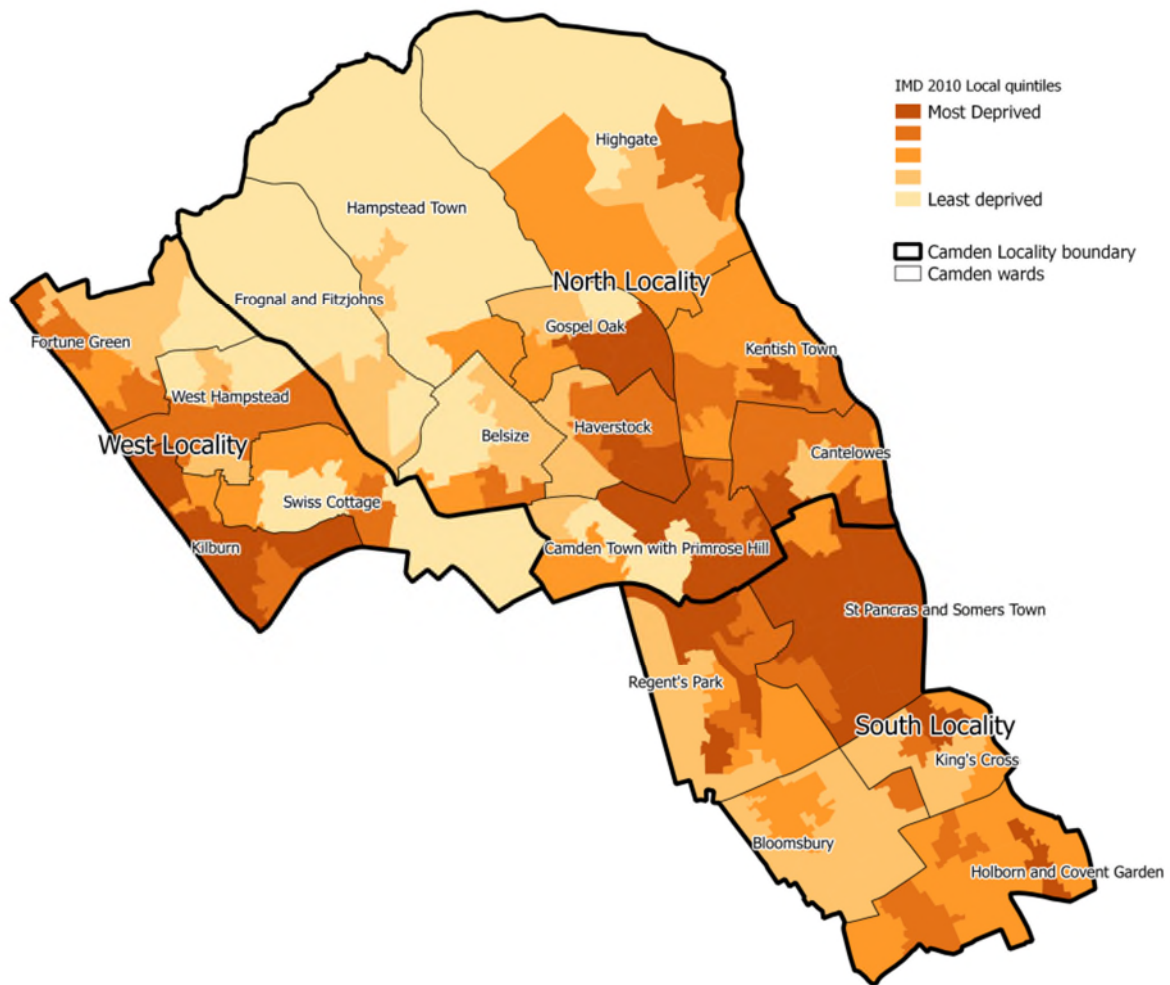 IMD 2010 Local quintiles
Most Deprived
Least deprived
Camden Locality boundary
Camden wards
Highgate
Hampstead Town
North Locality
Frognal and Fitzjohns
Gospel Oak
Fortune Green
Kentish Town
West Hampstead
Haverstock
Belsize
West Locality
Cantelowes
Swiss Cottage
Kilburn
Camden Town with Primrose Hill
St Pancras and Somers Town
Regent's Park
South Locality
King's Cross
Bloomsbury
Holborn and Covent Garden